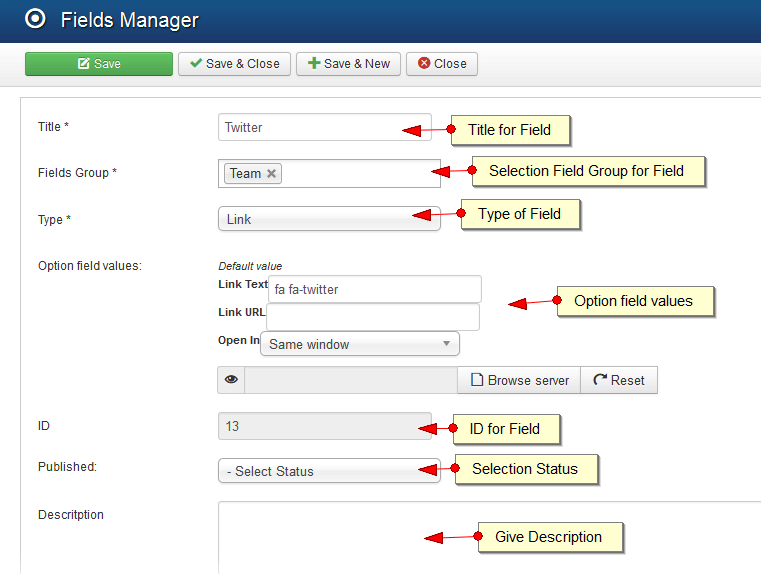 Fields Manager
Save Save & Close Save & New Close
Title * Twitter Title for Field
Fields Group * Team Selection Field Group for Field
Type * Link Type of Field
Option field values: Default value
Link Text fa fa-twitter
Option field values
Link URL
Open In Same window
Browse server Reset
ID 13 ID for Field
Published: - Select Status Selection Status
Descritption
Give Description